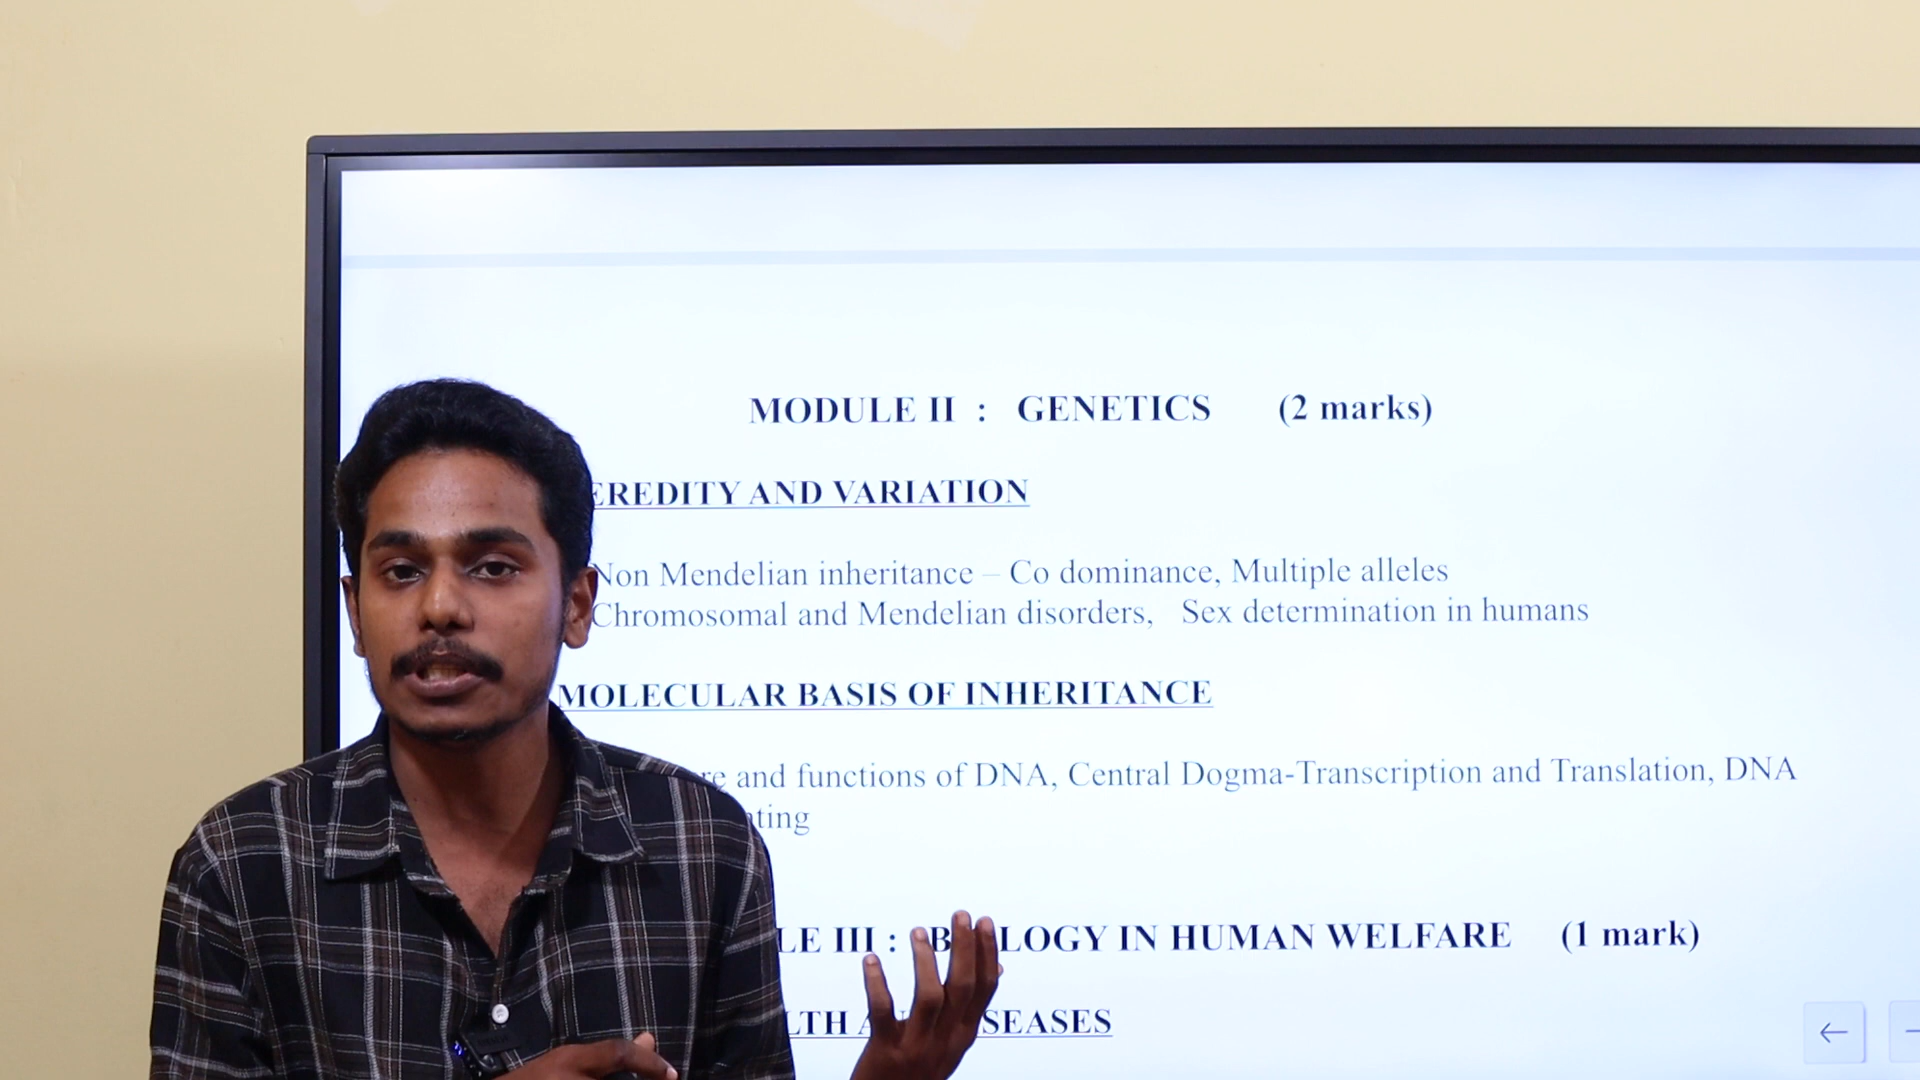 MODULE II : GENETICS (2 marks)
EREDITY AND VARIATION
Non Mendelian inheritance – Co dominance, Multiple alleles
Chromosomal and Mendelian disorders, Sex determination in humans
MOLECULAR BASIS OF INHERITANCE
re and functions of DNA, Central Dogma-Transcription and Translation, DNA
ting
LE III : B LOGY IN HUMAN WELFARE (1 mark)
LTH A SEASES